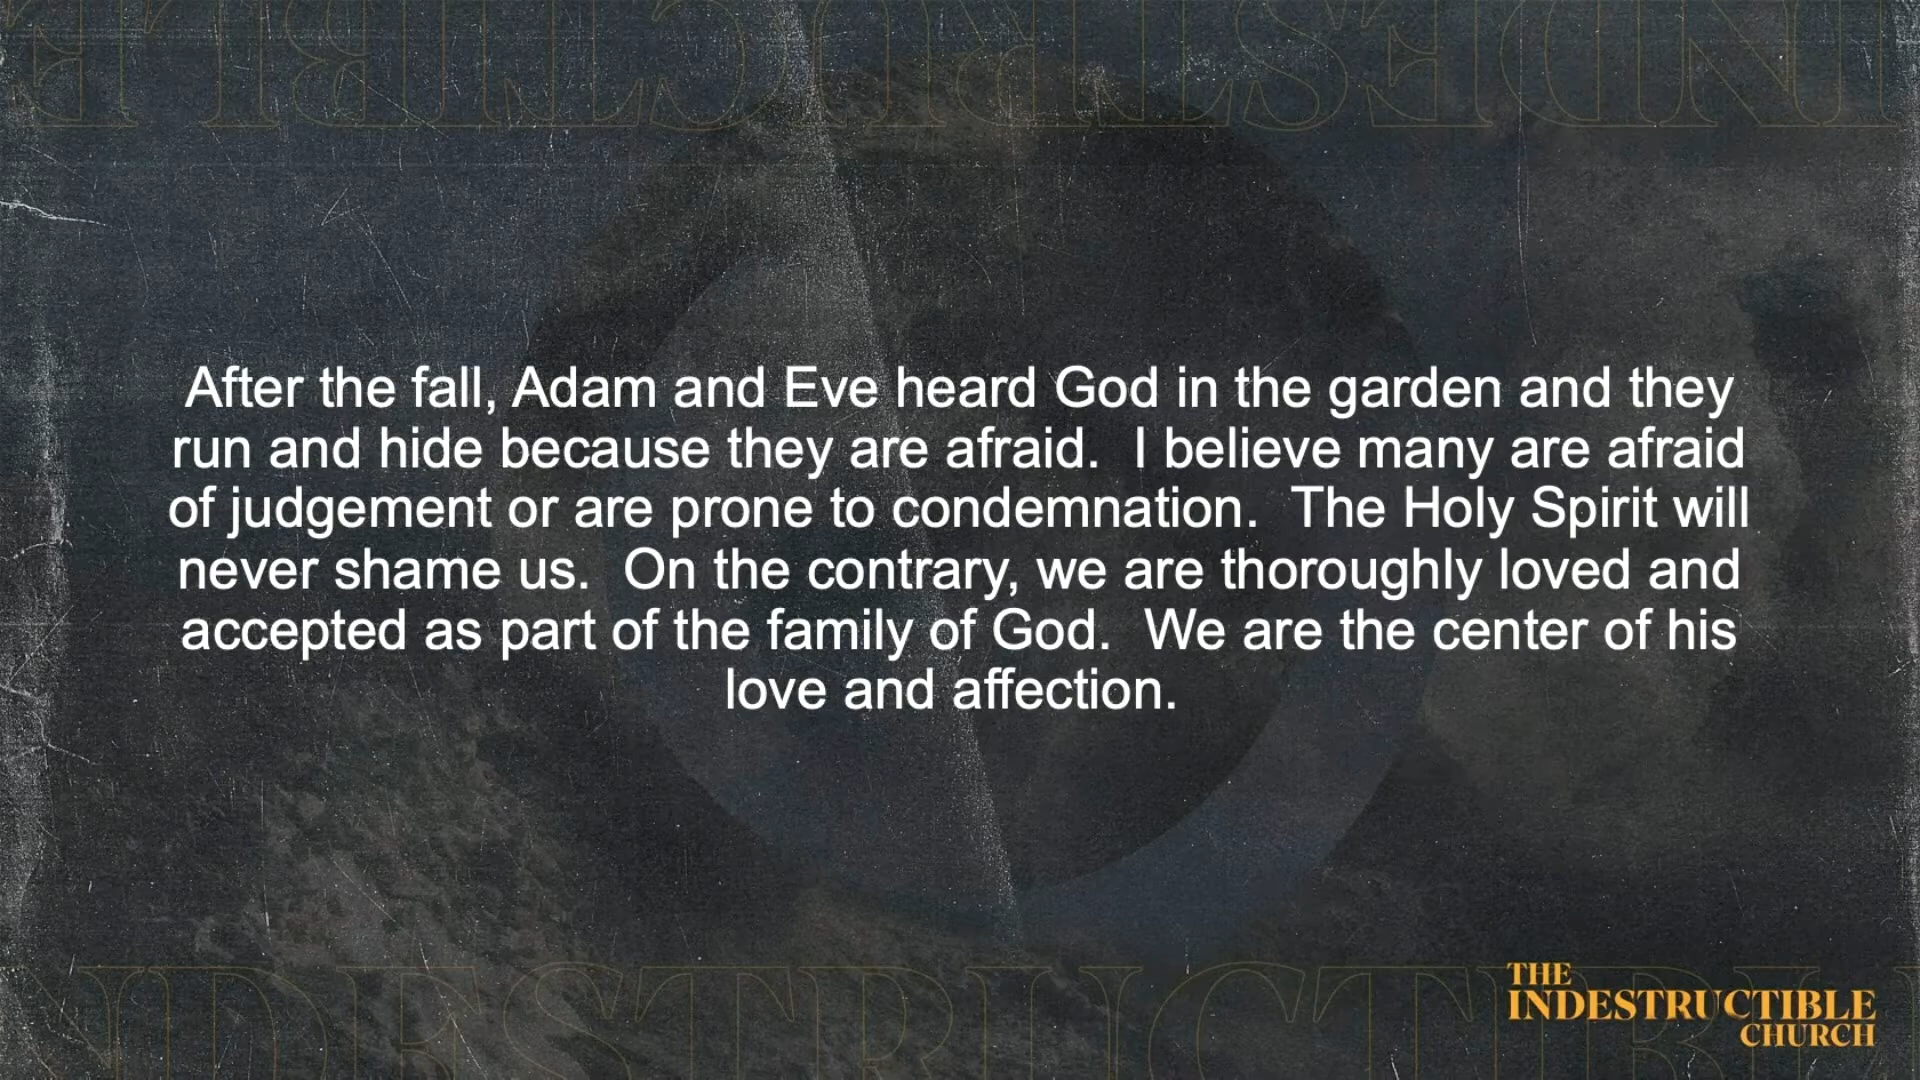 INDESTRUCTIBLE
After the fall, Adam and Eve heard God in the garden and they
run and hide because they are afraid.  I believe many are afraid
of judgement or are prone to condemnation.  The Holy Spirit will
never shame us.  On the contrary, we are thoroughly loved and
accepted as part of the family of God.  We are the center of his
love and affection.
INDESTRUCTIBL
THE
INDESTRUCTIBLE
CHURCH